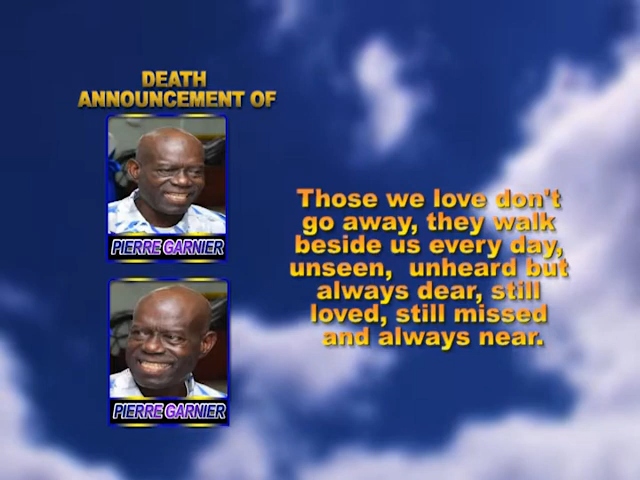 DEATH
ANNOUNCEMENT OF
PIERRE GARNIER
PIERRE GARNIER
Those we love don't
go away, they walk
beside us every day,
unseen, unheard but
always dear, still
loved, still missed
and always near.